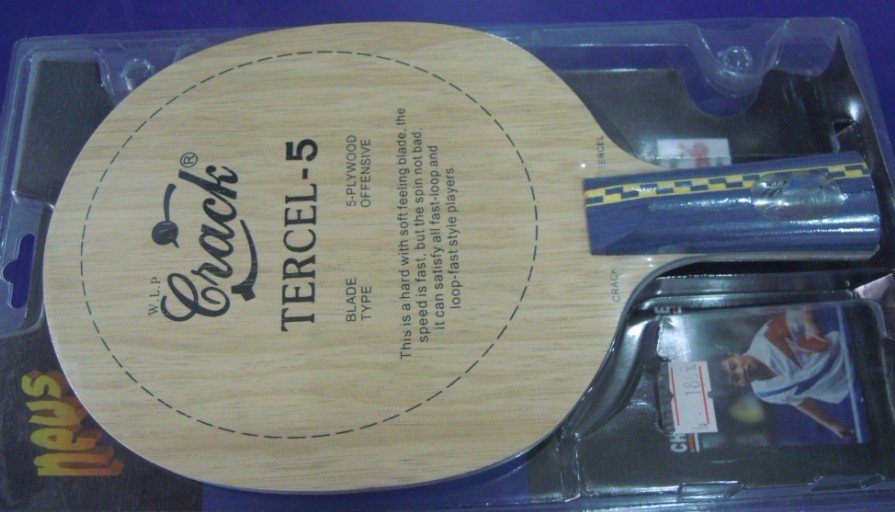 W.L.P
Crack®
TERCEL-5
BLADE 5-PLYWOOD
TYPE OFFENSIVE
This is a hard with soft feeling blade, the
speed is fast, but the spin not bad.
it can satisfy all fast-loop and
loop-fast style players.
CRACK TERCEL
news